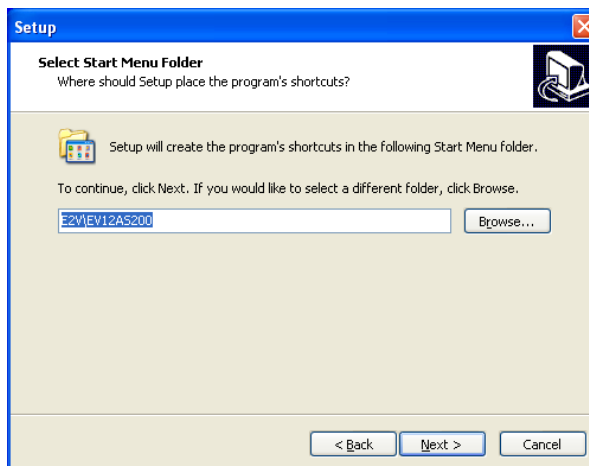 Setup
Select Start Menu Folder
Where should Setup place the program's shortcuts?
Setup will create the program's shortcuts in the following Start Menu folder.
To continue, click Next. If you would like to select a different folder, click Browse.
E2V\EV12AS200
Browse...
< Back
Next >
Cancel